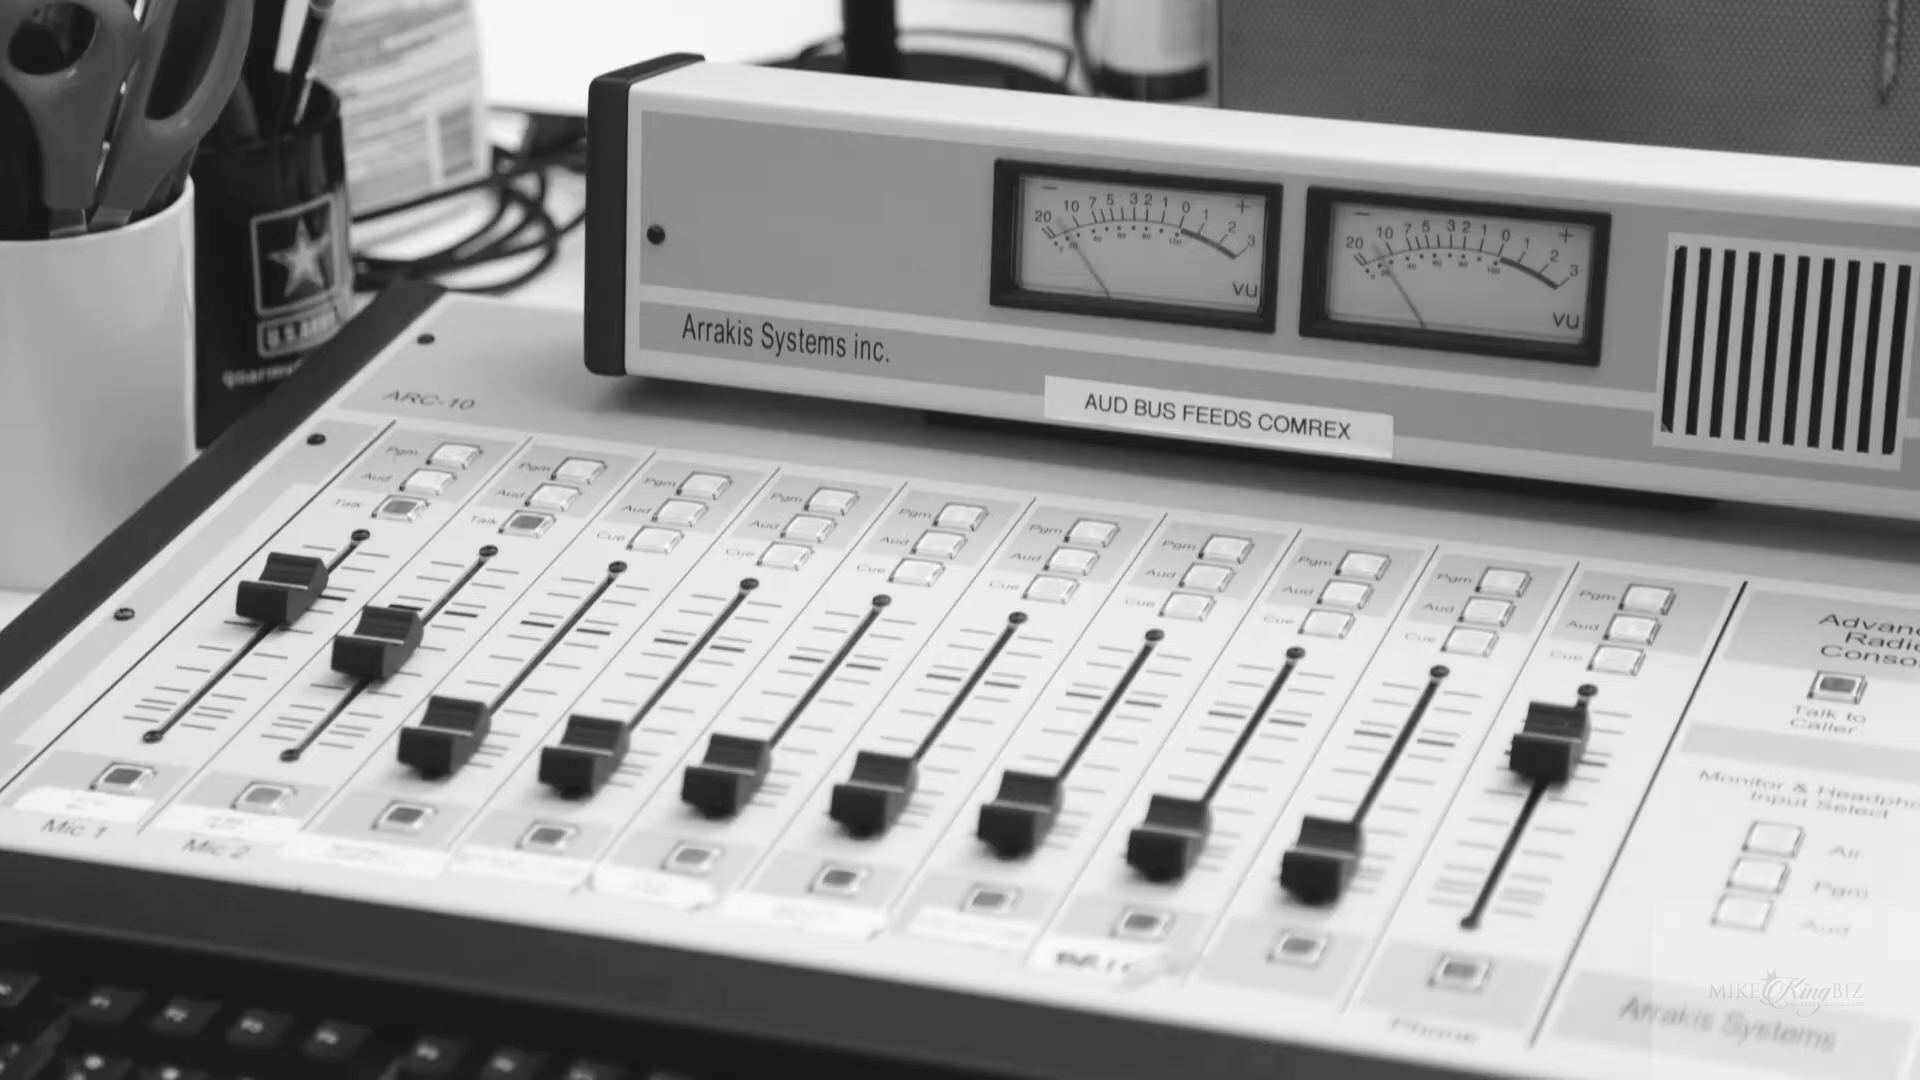 - 20 10 7 5 3 2 1 0 1 2 3 +
VU
- 20 10 7 5 3 2 1 0 1 2 3 +
VU
Arrakis Systems inc.
AUD BUS FEEDS COMREX
U.S. ARMY
ARC-10
Pgm Pgm Pgm Pgm Pgm Pgm Pgm Pgm Pgm Pgm
Aud Aud Aud Aud Aud Aud Aud Aud Aud Aud
Talk Talk Cue Cue Cue Cue Cue Cue Cue Cue
Talk to
Caller
Monitor &
Input Select
Air
Pgm
Aud
Mic 1
Mic 2
Phone
Arrakis Systems
MIKE King BIZ